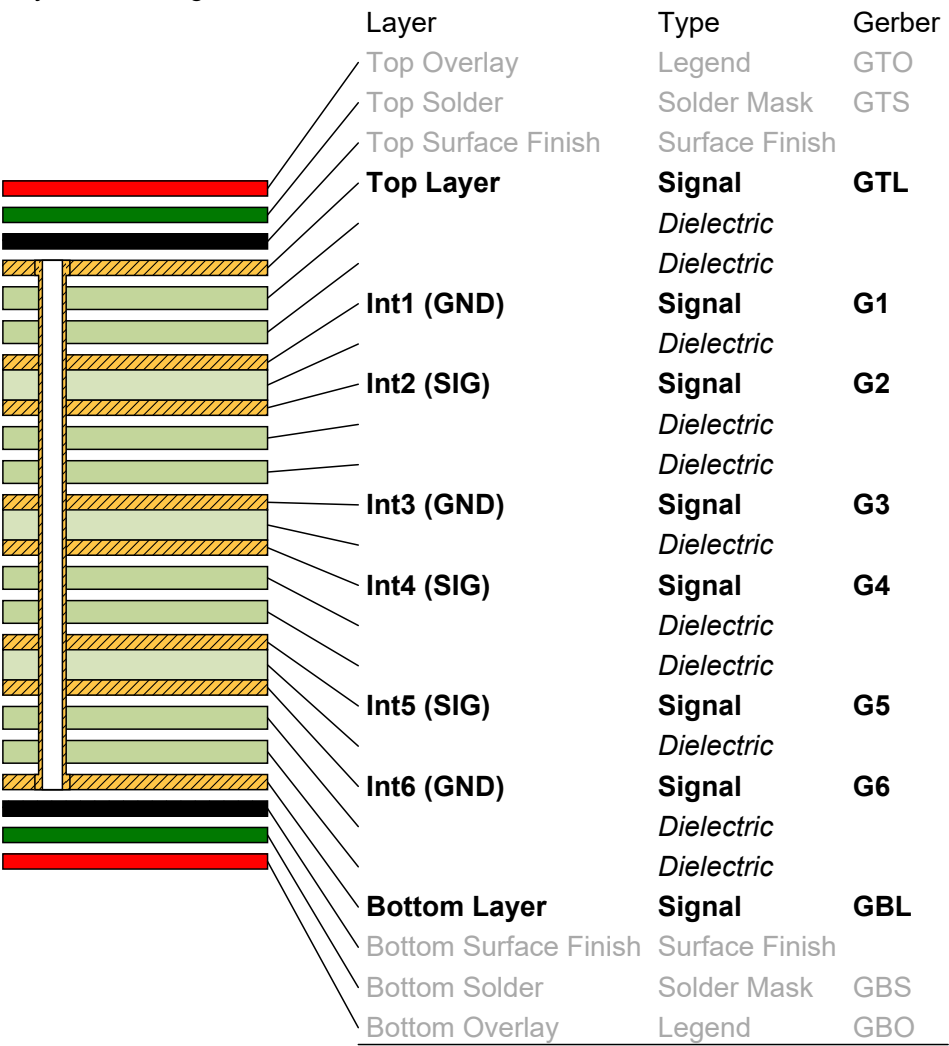 Layer Type Gerber
Top Overlay Legend GTO
Top Solder Solder Mask GTS
Top Surface Finish Surface Finish
Top Layer Signal GTL
Dielectric
Dielectric
Int1 (GND) Signal G1
Dielectric
Int2 (SIG) Signal G2
Dielectric
Dielectric
Int3 (GND) Signal G3
Dielectric
Int4 (SIG) Signal G4
Dielectric
Dielectric
Int5 (SIG) Signal G5
Dielectric
Int6 (GND) Signal G6
Dielectric
Dielectric
Bottom Layer Signal GBL
Bottom Surface Finish Surface Finish
Bottom Solder Solder Mask GBS
Bottom Overlay Legend GBO